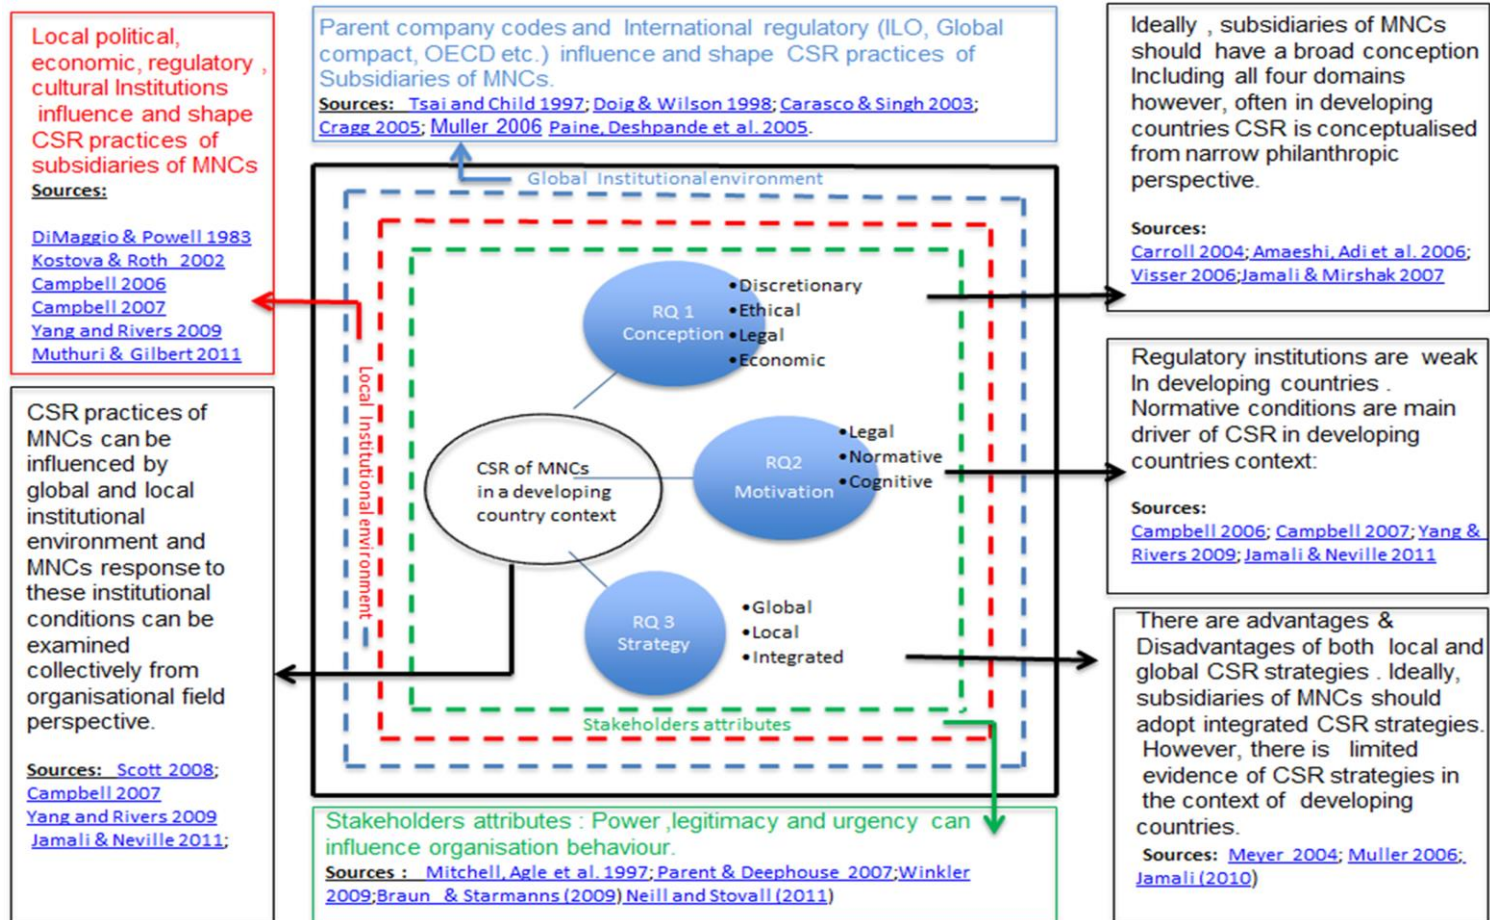 Local political,
economic, regulatory ,
cultural Institutions
influence and shape
CSR practices of
subsidiaries of MNCs
Sources:
DiMaggio & Powell 1983
Kostova & Roth 2002
Campbell 2006
Campbell 2007
Yang and Rivers 2009
Muthuri & Gilbert 2011
Parent company codes and International regulatory (ILO, Global
compact, OECD etc.) influence and shape CSR practices of
Subsidiaries of MNCs.
Sources: Tsai and Child 1997; Doig & Wilson 1998; Carasco & Singh 2003;
Cragg 2005; Muller 2006 Paine, Deshpande et al. 2005.
Ideally , subsidiaries of MNCs
should have a broad conception
Including all four domains
however, often in developing
countries CSR is conceptualised
from narrow philanthropic
perspective.
Sources:
Carroll 2004; Amaeshi, Adi et al. 2006;
Visser 2006;Jamali & Mirshak 2007
Global Institutional environment
Local Institutional environment
RQ 1
Conception
•Discretionary
•Ethical
•Legal
•Economic
CSR of MNCs
in a developing
country context
RQ2
Motivation
•Legal
•Normative
•Cognitive
RQ 3
Strategy
•Global
•Local
•Integrated
Stakeholders attributes
Regulatory institutions are weak
In developing countries .
Normative conditions are main
driver of CSR in developing
countries context:
Sources:
Campbell 2006; Campbell 2007; Yang &
Rivers 2009; Jamali & Neville 2011
CSR practices of
MNCs can be
influenced by
global and local
institutional
environment and
MNCs response to
these institutional
conditions can be
examined
collectively from
organisational field
perspective.
Sources: Scott 2008;
Campbell 2007
Yang and Rivers 2009
Jamali & Neville 2011;
There are advantages &
Disadvantages of both local and
global CSR strategies . Ideally,
subsidiaries of MNCs should
adopt integrated CSR strategies.
However, there is limited
evidence of CSR strategies in
the context of developing
countries.
Sources: Meyer 2004; Muller 2006;
Jamali (2010)
Stakeholders attributes : Power ,legitimacy and urgency can
influence organisation behaviour.
Sources : Mitchell, Agle et al. 1997; Parent & Deephouse 2007;Winkler
2009;Braun & Starmanns (2009) Neill and Stovall (2011)